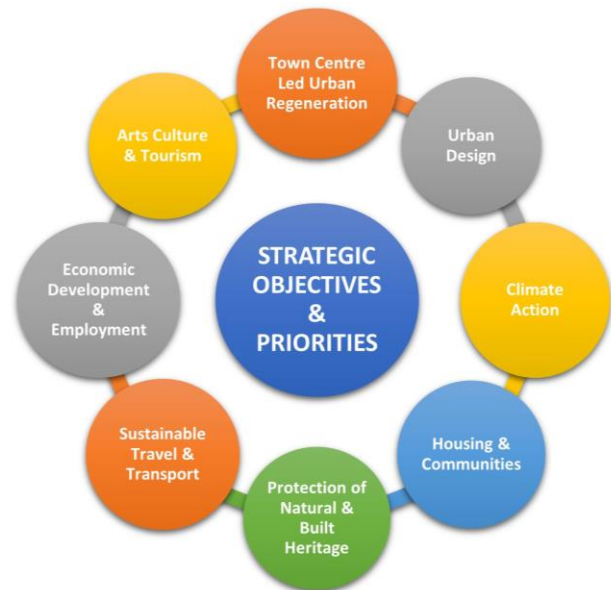 Town Centre
Led Urban
Regeneration
Urban
Design
Climate
Action
Housing &
Communities
Protection of
Natural &
Built
Heritage
Sustainable
Travel &
Transport
Economic
Development
&
Employment
Arts Culture
& Tourism
STRATEGIC
OBJECTIVES
&
PRIORITIES